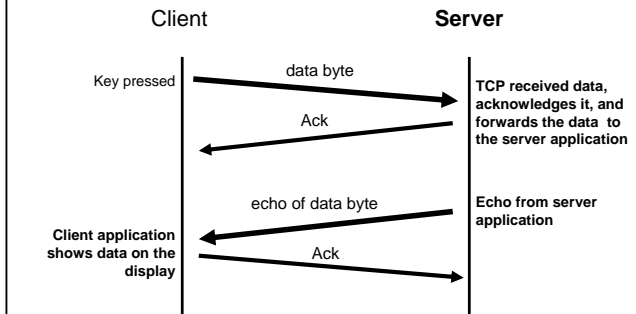 Client
Server
Key pressed
data byte
TCP received data,
acknowledges it, and
forwards the data to
the server application
Ack
echo of data byte
Echo from server
application
Client application
shows data on the
display
Ack